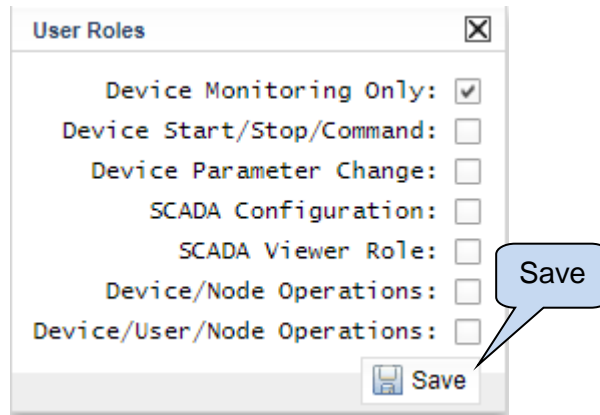 User Roles
Device Monitoring Only:
Device Start/Stop/Command:
Device Parameter Change:
SCADA Configuration:
SCADA Viewer Role:
Device/Node Operations:
Device/User/Node Operations:
Save
Save